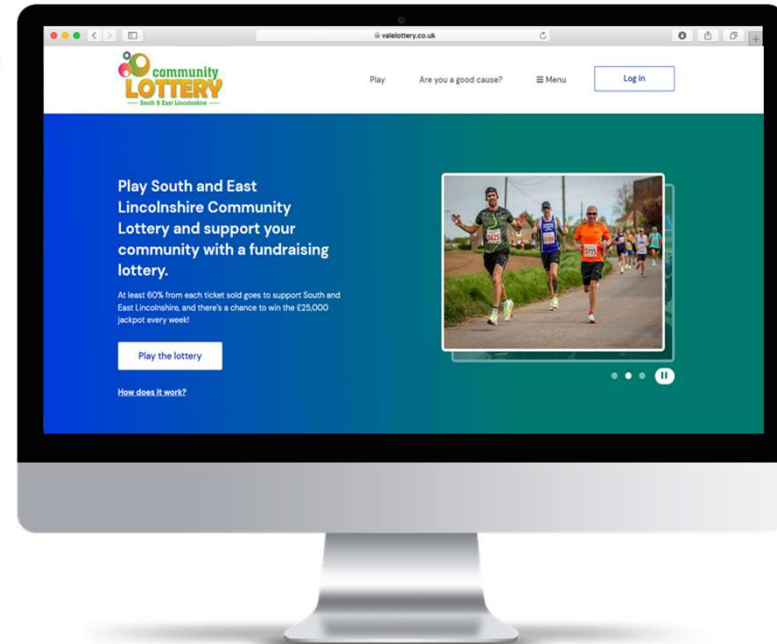 valelottery.co.uk
community
LOTTERY
South & East Lincolnshire
Play
Are you a good cause?
Menu
Log in
Play South and East
Lincolnshire Community
Lottery and support your
community with a fundraising
lottery.
At least 60% from each ticket sold goes to support South and
East Lincolnshire, and there's a chance to win the £25,000
jackpot every week!
Play the lottery
How does it work?